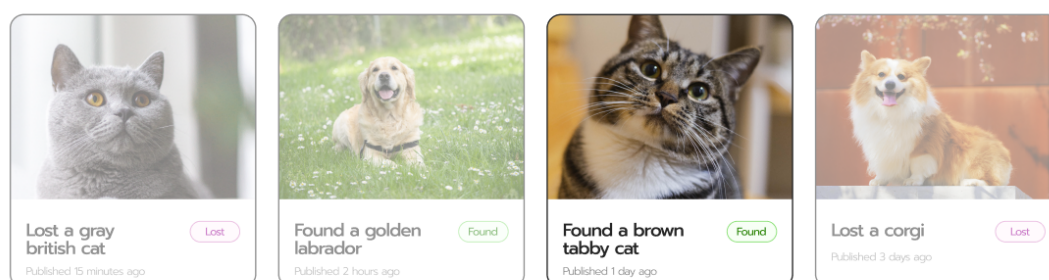 Lost a gray
british cat
Lost
Published 15 minutes ago
Found a golden
labrador
Found
Published 2 hours ago
Found a brown
tabby cat
Found
Published 1 day ago
Lost a corgi
Lost
Published 3 days ago